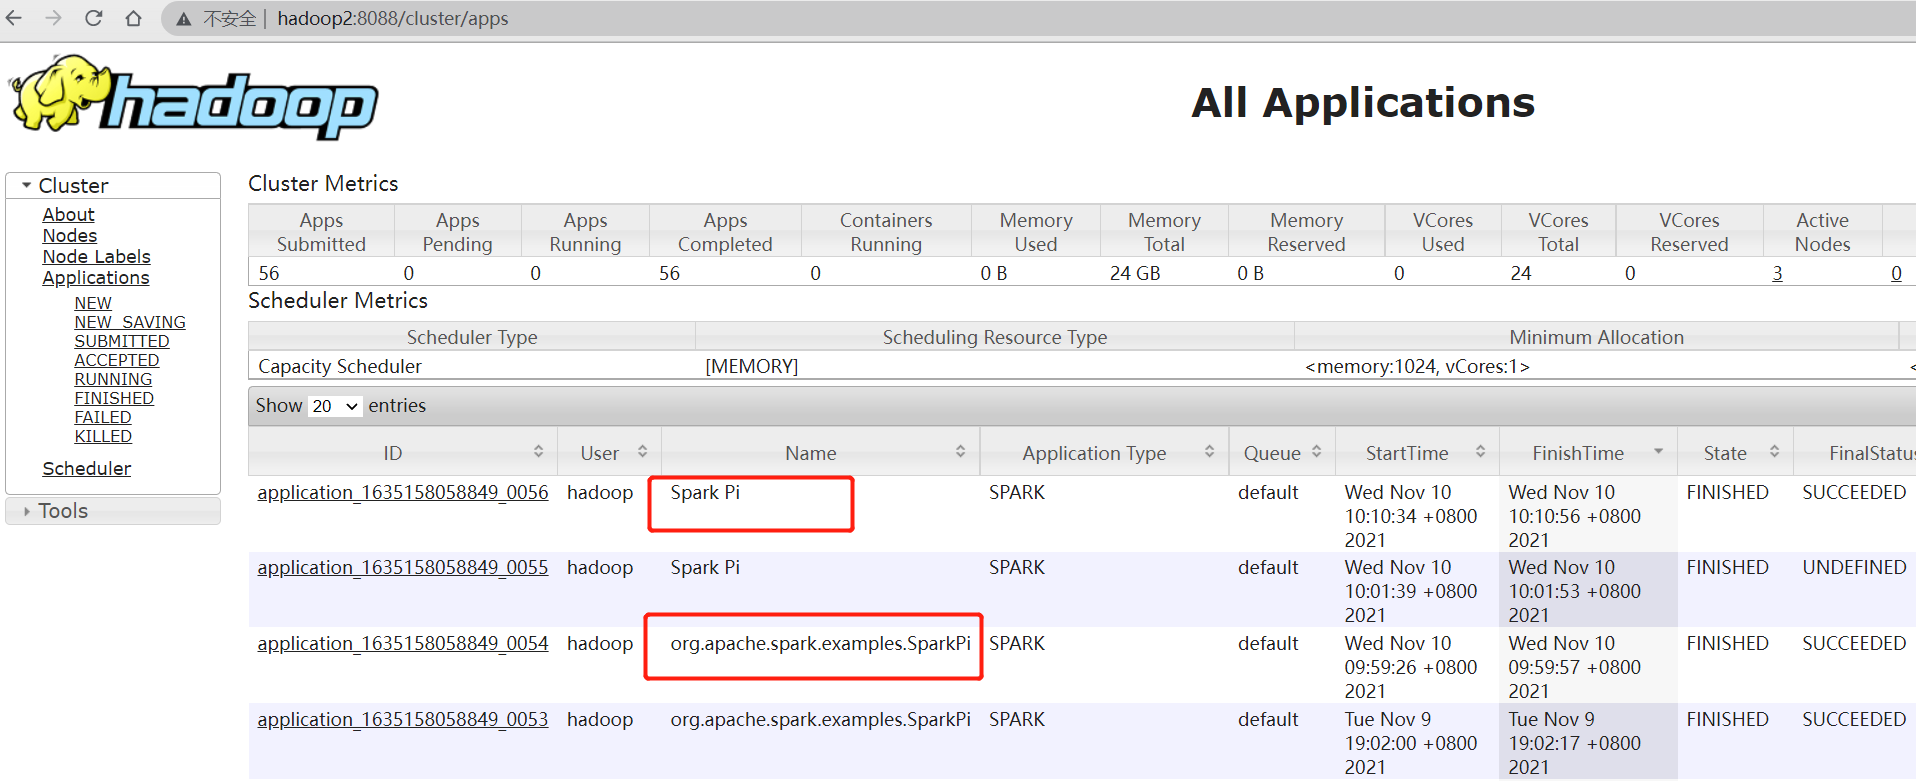 不安全 | hadoop2:8088/cluster/apps
hadoop
All Applications
Cluster
About
Nodes
Node Labels
Applications
NEW
NEW_SAVING
SUBMITTED
ACCEPTED
RUNNING
FINISHED
FAILED
KILLED
Scheduler
Tools
Cluster Metrics
Apps Submitted Apps Pending Apps Running Apps Completed Containers Running Memory Used Memory Total Memory Reserved VCores Used VCores Total VCores Reserved Active Nodes
56 0 0 56 0 0 B 24 GB 0 B 0 24 0 3 0
Scheduler Metrics
Scheduler Type Scheduling Resource Type Minimum Allocation
Capacity Scheduler [MEMORY] <memory:1024, vCores:1> <
Show 20 entries
ID User Name Application Type Queue StartTime FinishTime State FinalStatus
application_1635158058849_0056 hadoop Spark Pi SPARK default Wed Nov 10 Wed Nov 10 FINISHED SUCCEEDED
10:10:34 +0800 10:10:56 +0800
2021 2021
application_1635158058849_0055 hadoop Spark Pi SPARK default Wed Nov 10 Wed Nov 10 FINISHED UNDEFINED
10:01:39 +0800 10:01:53 +0800
2021 2021
application_1635158058849_0054 hadoop org.apache.spark.examples.SparkPi SPARK default Wed Nov 10 Wed Nov 10 FINISHED SUCCEEDED
09:59:26 +0800 09:59:57 +0800
2021 2021
application_1635158058849_0053 hadoop org.apache.spark.examples.SparkPi SPARK default Tue Nov 9 Tue Nov 9 FINISHED SUCCEEDED
19:02:00 +0800 19:02:17 +0800
2021 2021